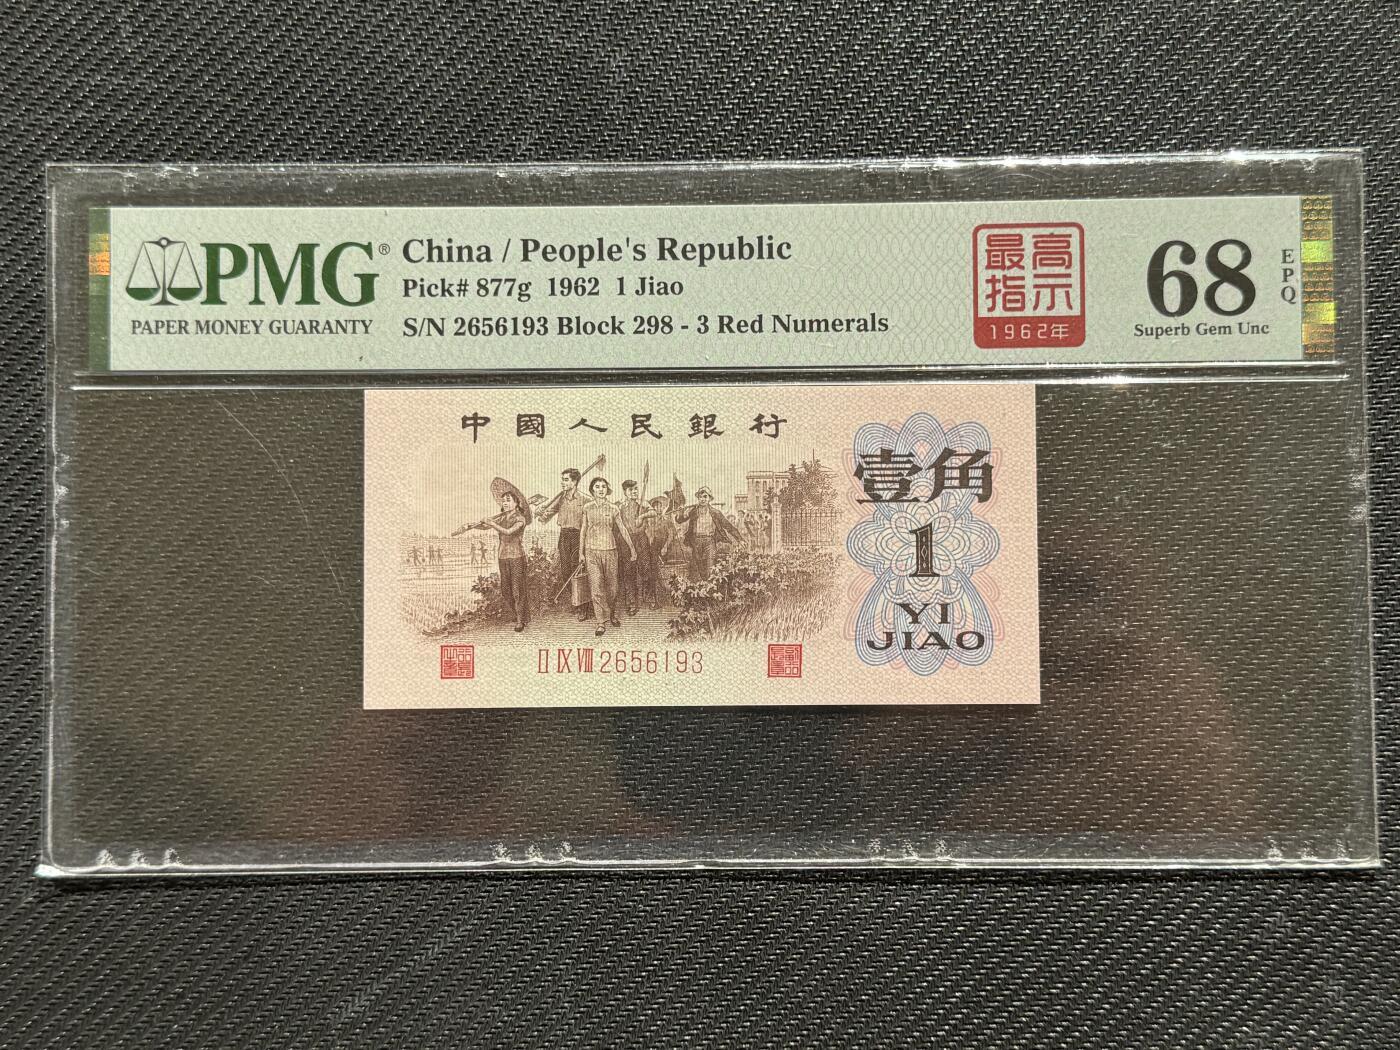 PMG®
PAPER MONEY GUARANTY
China / People's Republic
Pick# 877g 1962 1 Jiao
S/N 2656193 Block 298 - 3 Red Numerals
最高
指示
1962年
68
EPQ
Superb Gem Unc
中國人民銀行
壹角
1
YI
JIAO
II IX VIII 2656193